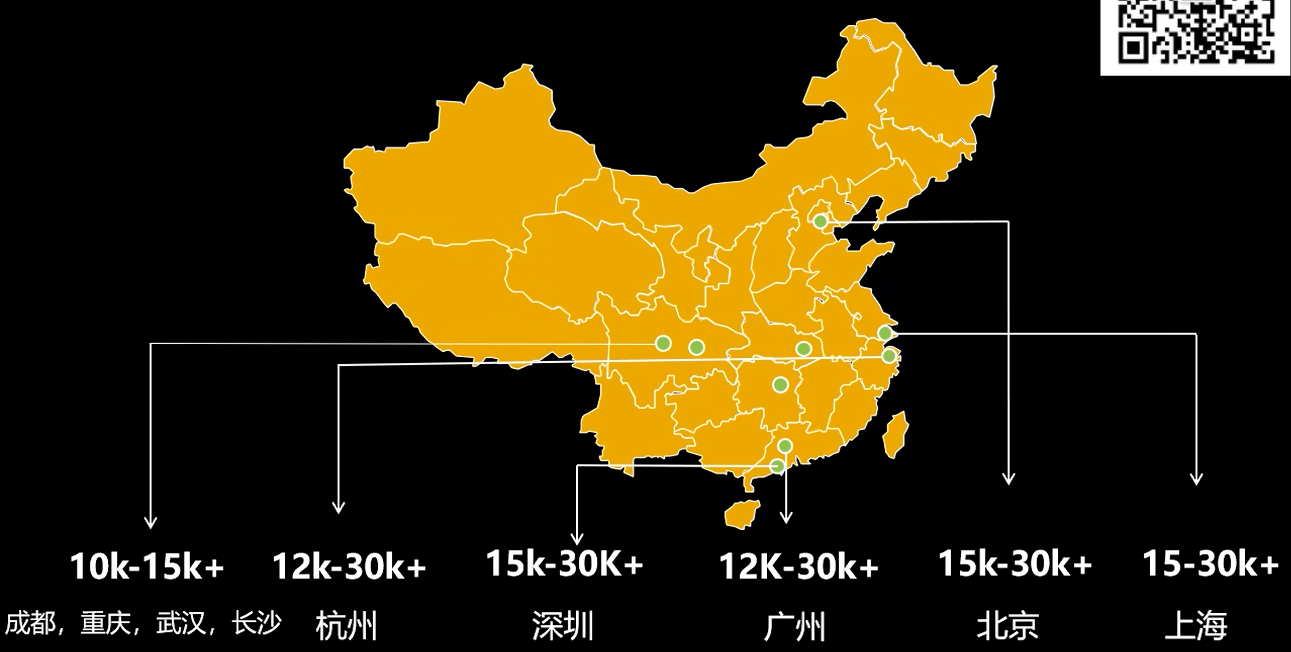 10k-15k+
12k-30k+
15k-30K+
12K-30k+
15k-30k+
15-30k+
成都，重庆，武汉，长沙
杭州
深圳
广州
北京
上海